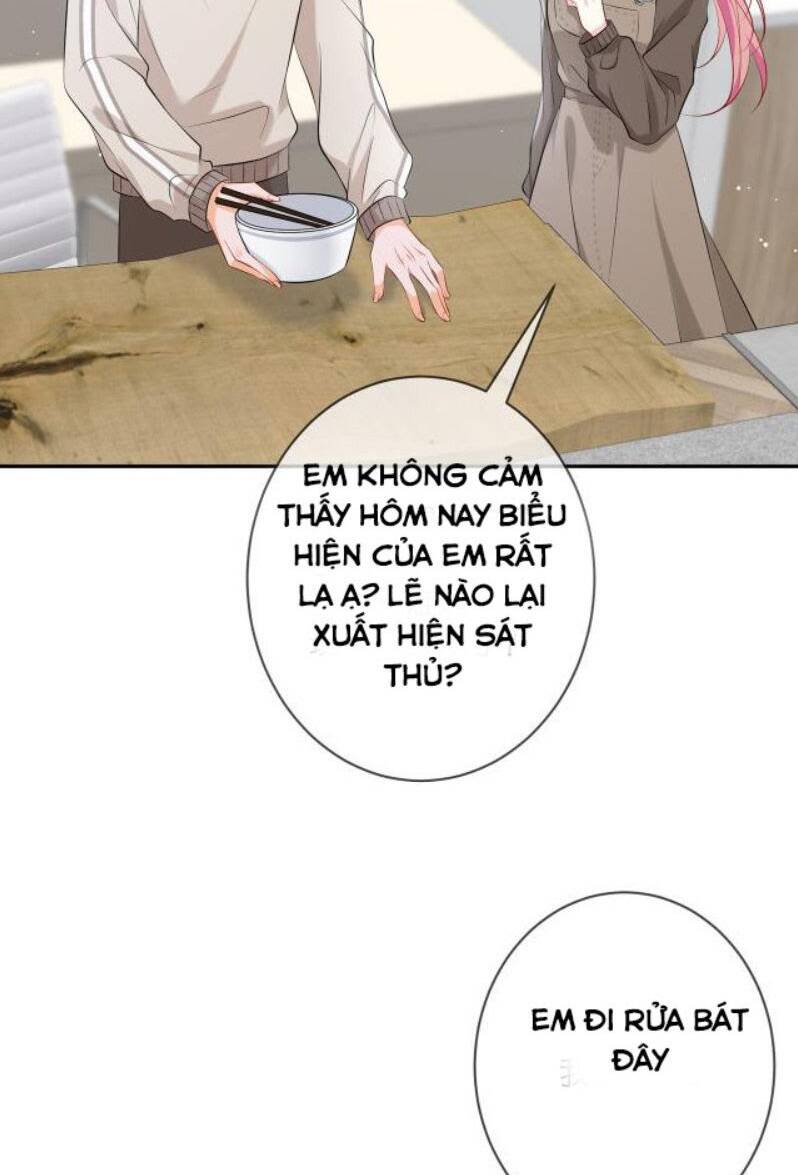 EM KHÔNG CẢM
THẤY HÔM NAY BIỂU
HIỆN CỦA EM RẤT
LẠ Ạ? LẼ NÀO LẠI
XUẤT HIỆN SÁT
THỦ?
EM ĐI RỬA BÁT
ĐÂY